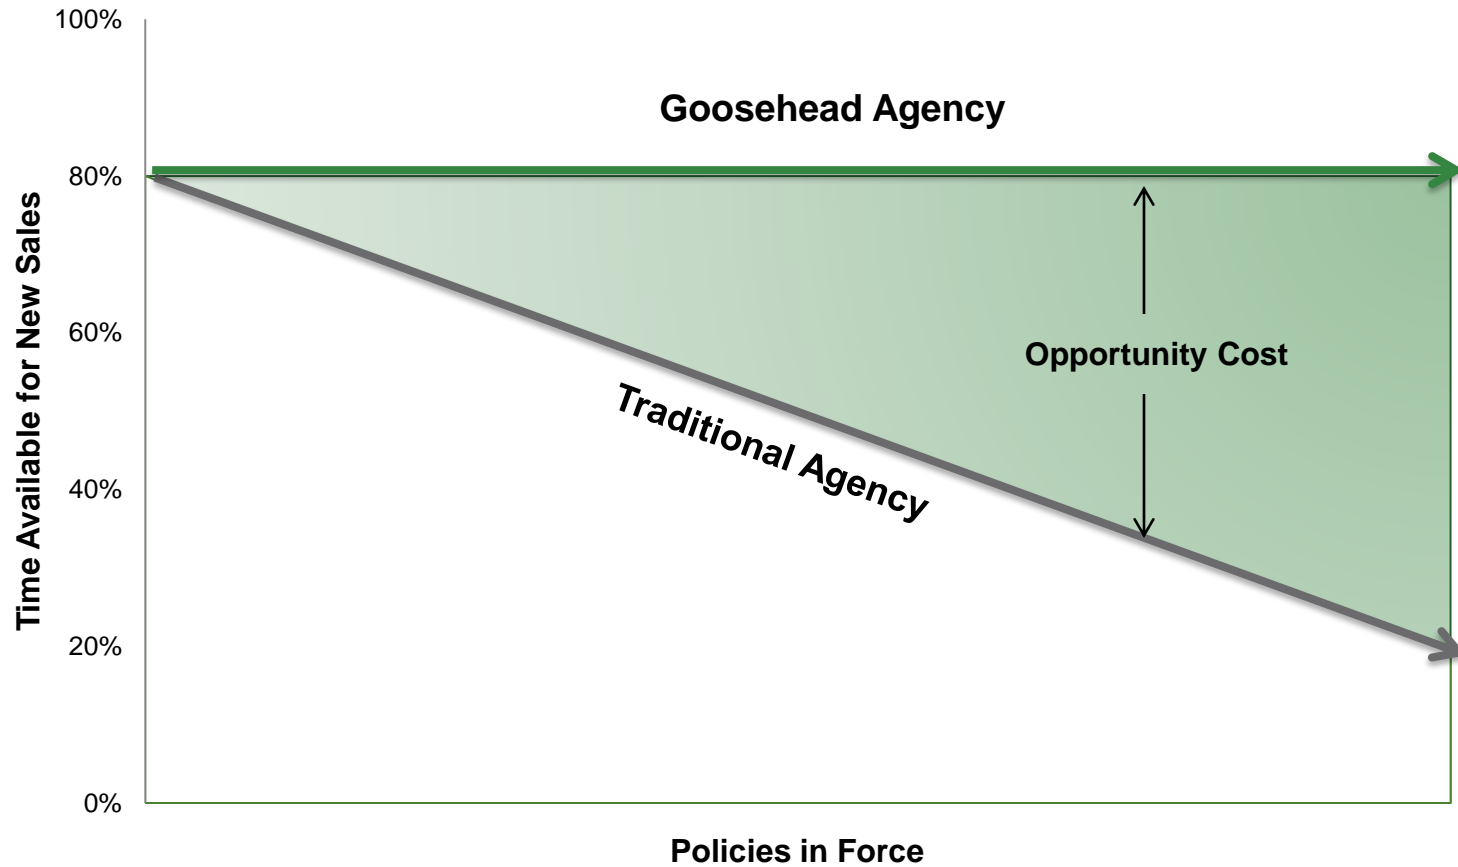 100%
Goosehead Agency
80%
Time Available for New Sales
60%
Opportunity Cost
Traditional Agency
40%
20%
0%
Policies in Force